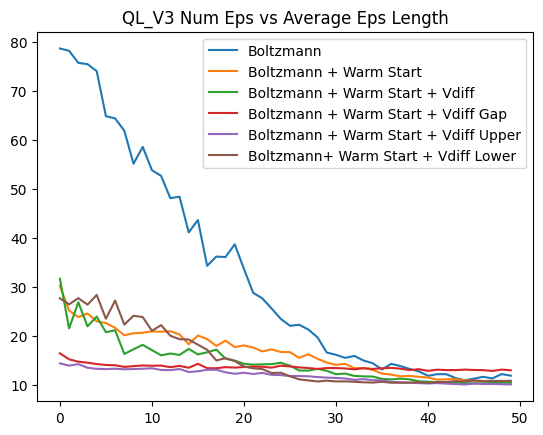 QL_V3 Num Eps vs Average Eps Length
80
70
60
50
40
30
20
10
Boltzmann
Boltzmann + Warm Start
Boltzmann + Warm Start + Vdiff
Boltzmann + Warm Start + Vdiff Gap
Boltzmann + Warm Start + Vdiff Upper
Boltzmann+ Warm Start + Vdiff Lower
0 10 20 30 40 50